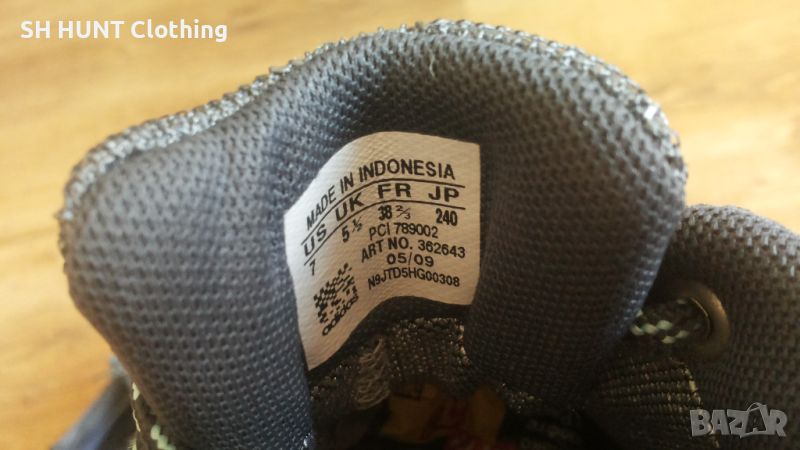 SH HUNT Clothing
MADE IN INDONESIA
US UK FR JP
7 5½ 38⅔ 240
PCI 789002
ART NO. 362643
05/09
N9JTD5HG00308
adidas
BAZAR